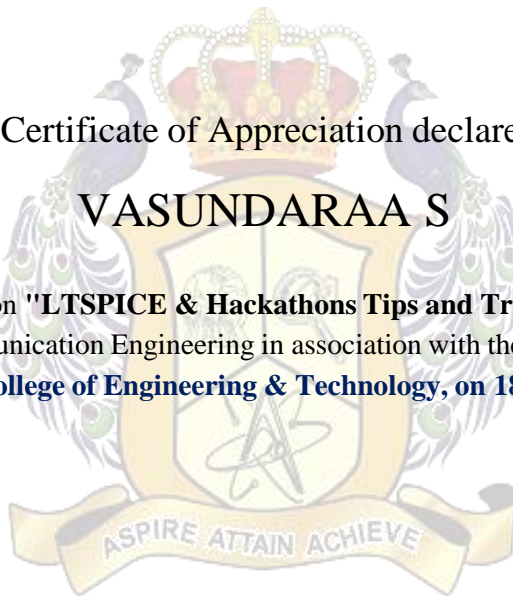 Certificate of Appreciation declare
VASUNDARAA S
on "LTSPICE & Hackathons Tips and Tr
unication Engineering in association with the
ollege of Engineering & Technology, on 18
ASPIRE ATTAIN ACHIEVE